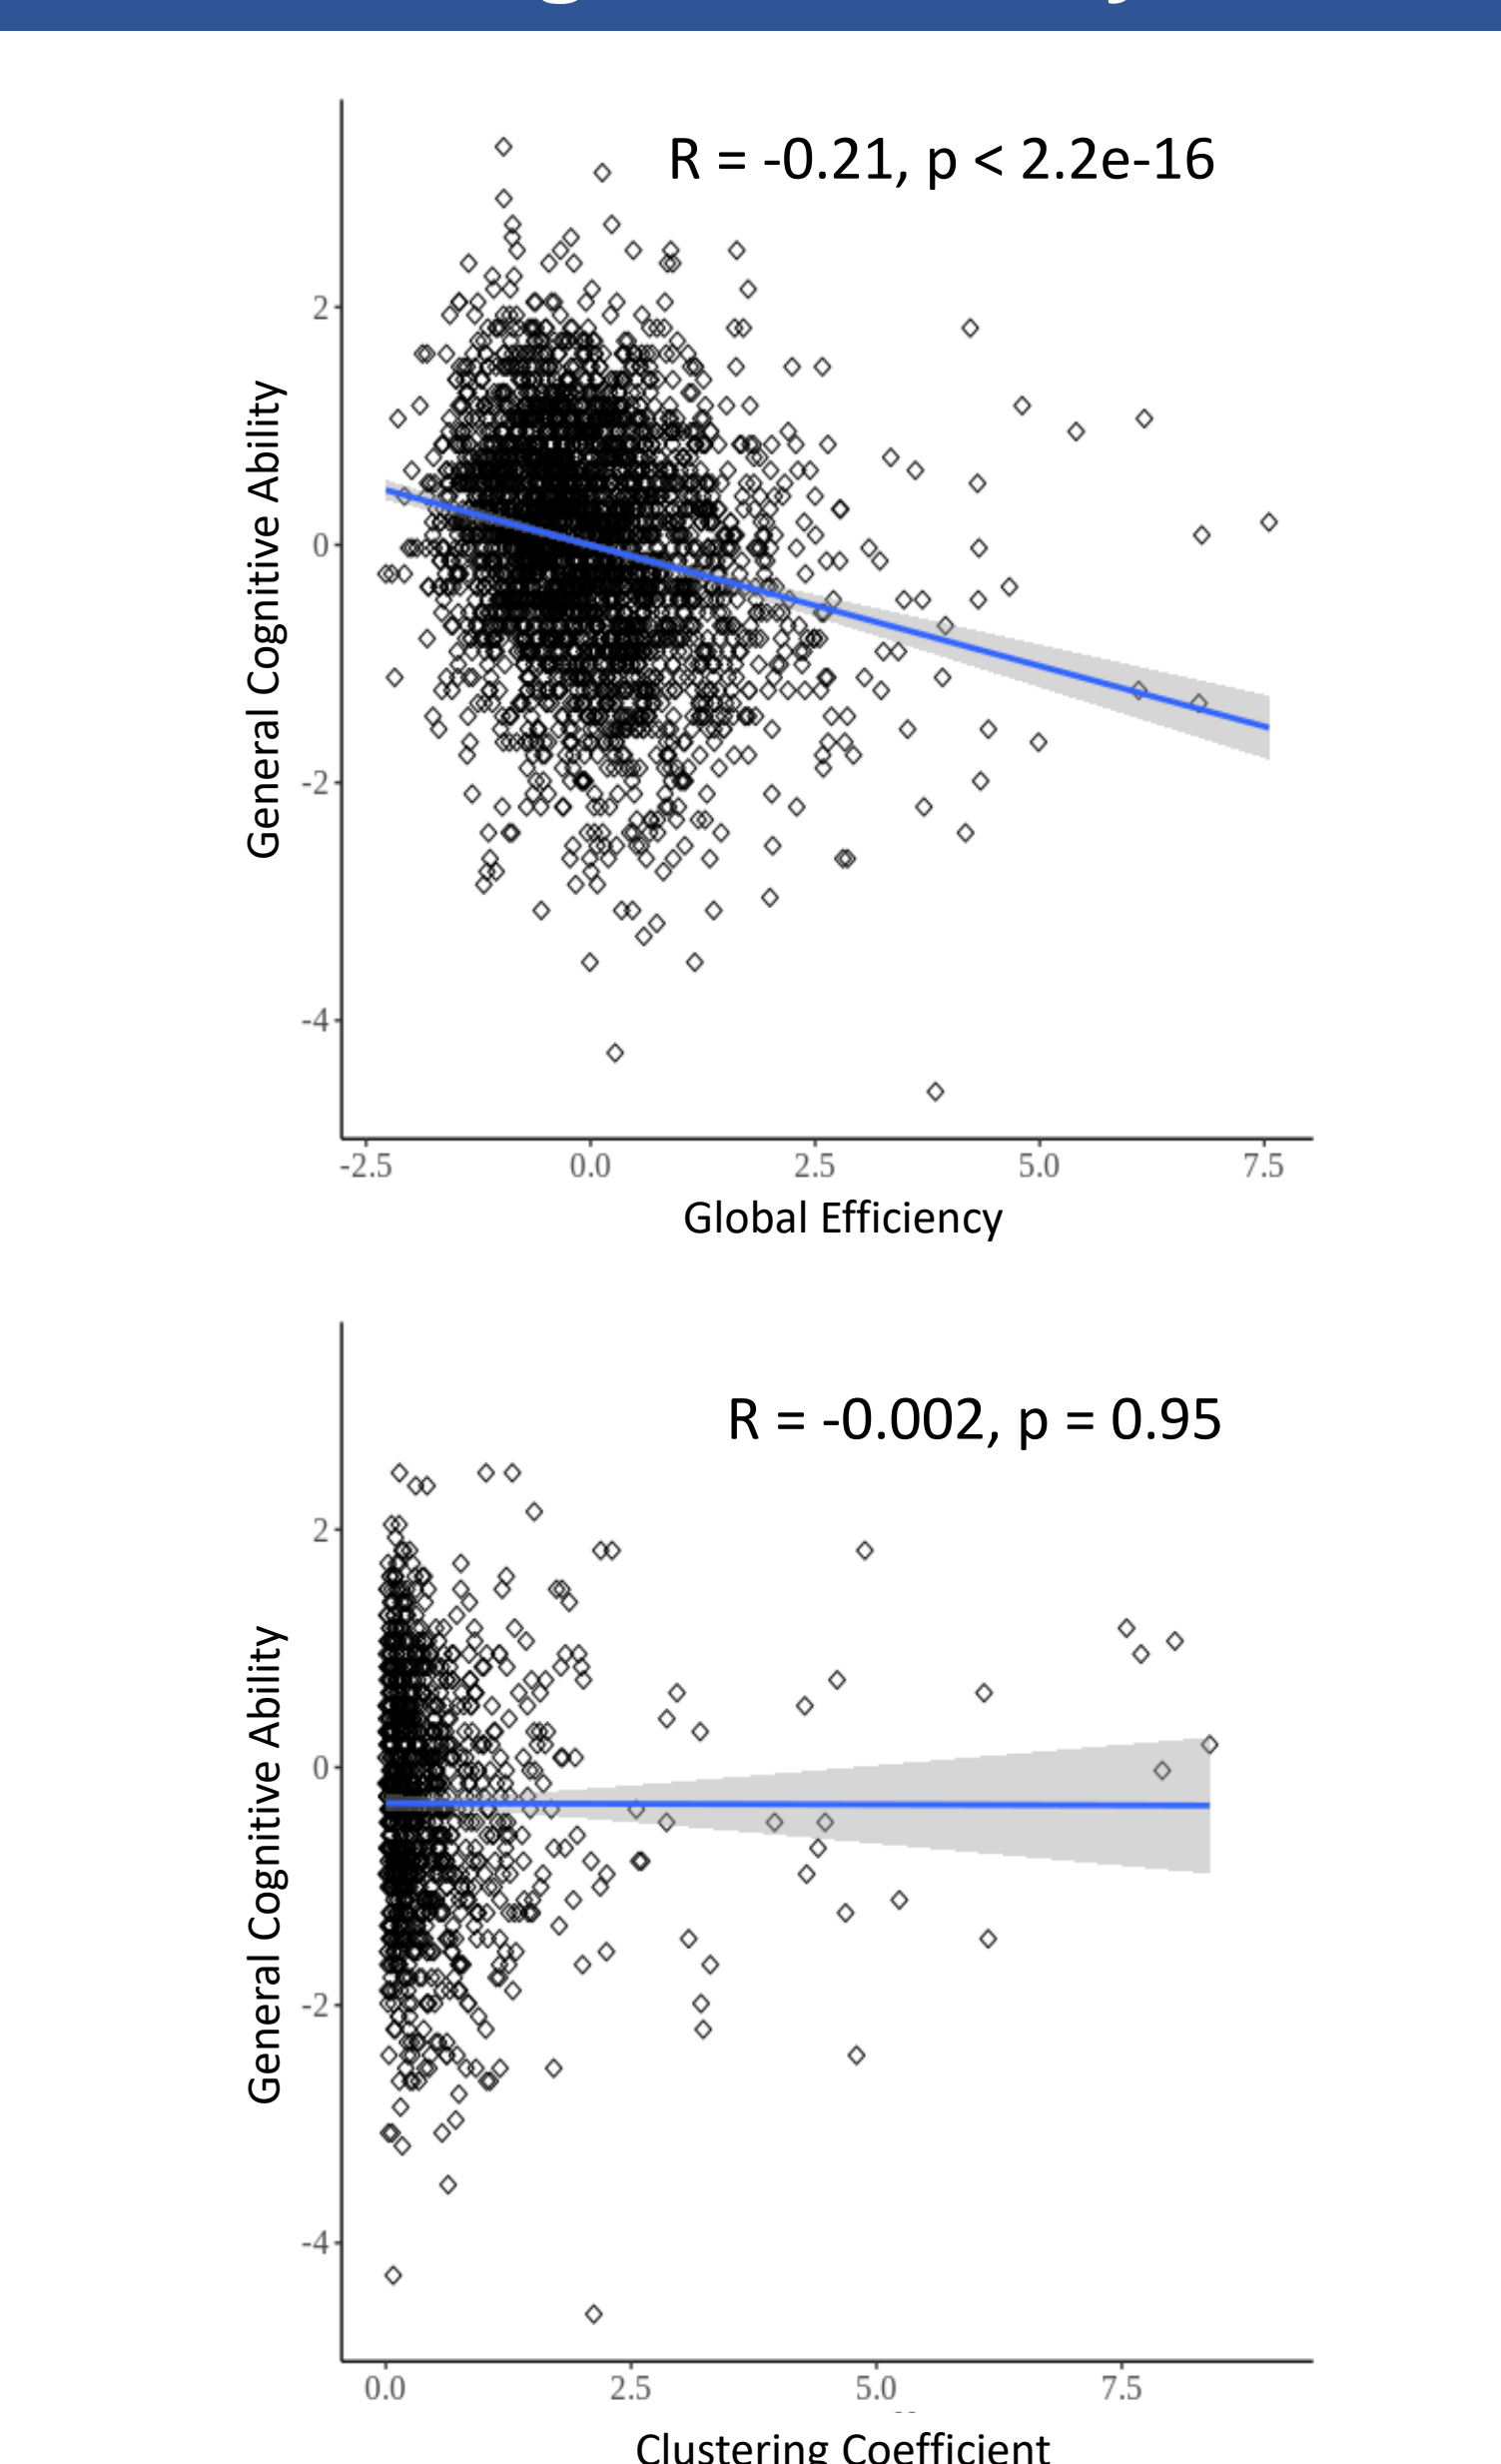 R = -0.21, p < 2.2e-16
2
0
-2
-4
General Cognitive Ability
-2.5 0.0 2.5 5.0 7.5
Global Efficiency
R = -0.002, p = 0.95
2
0
-2
-4
General Cognitive Ability
0.0 2.5 5.0 7.5
Clustering Coefficient